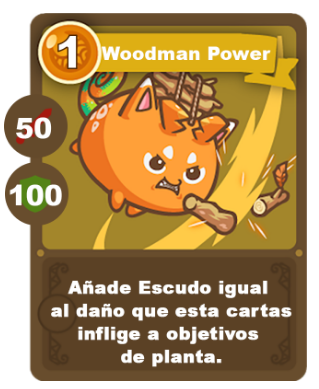 1
Woodman Power
50
100
Añade Escudo igual
al daño que esta cartas
inflige a objetivos
de planta.